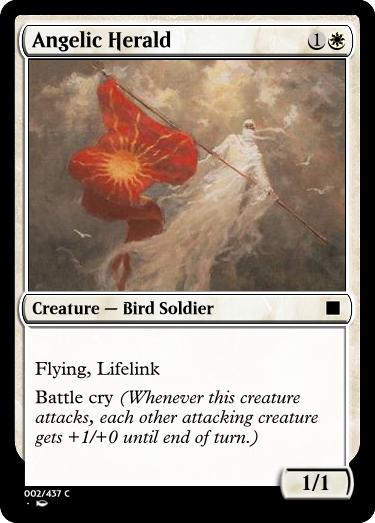 Angelic Herald 1
Creature — Bird Soldier
Flying, Lifelink
Battle cry (Whenever this creature
attacks, each other attacking creature
gets +1/+0 until end of turn.)
1/1
002/437 C